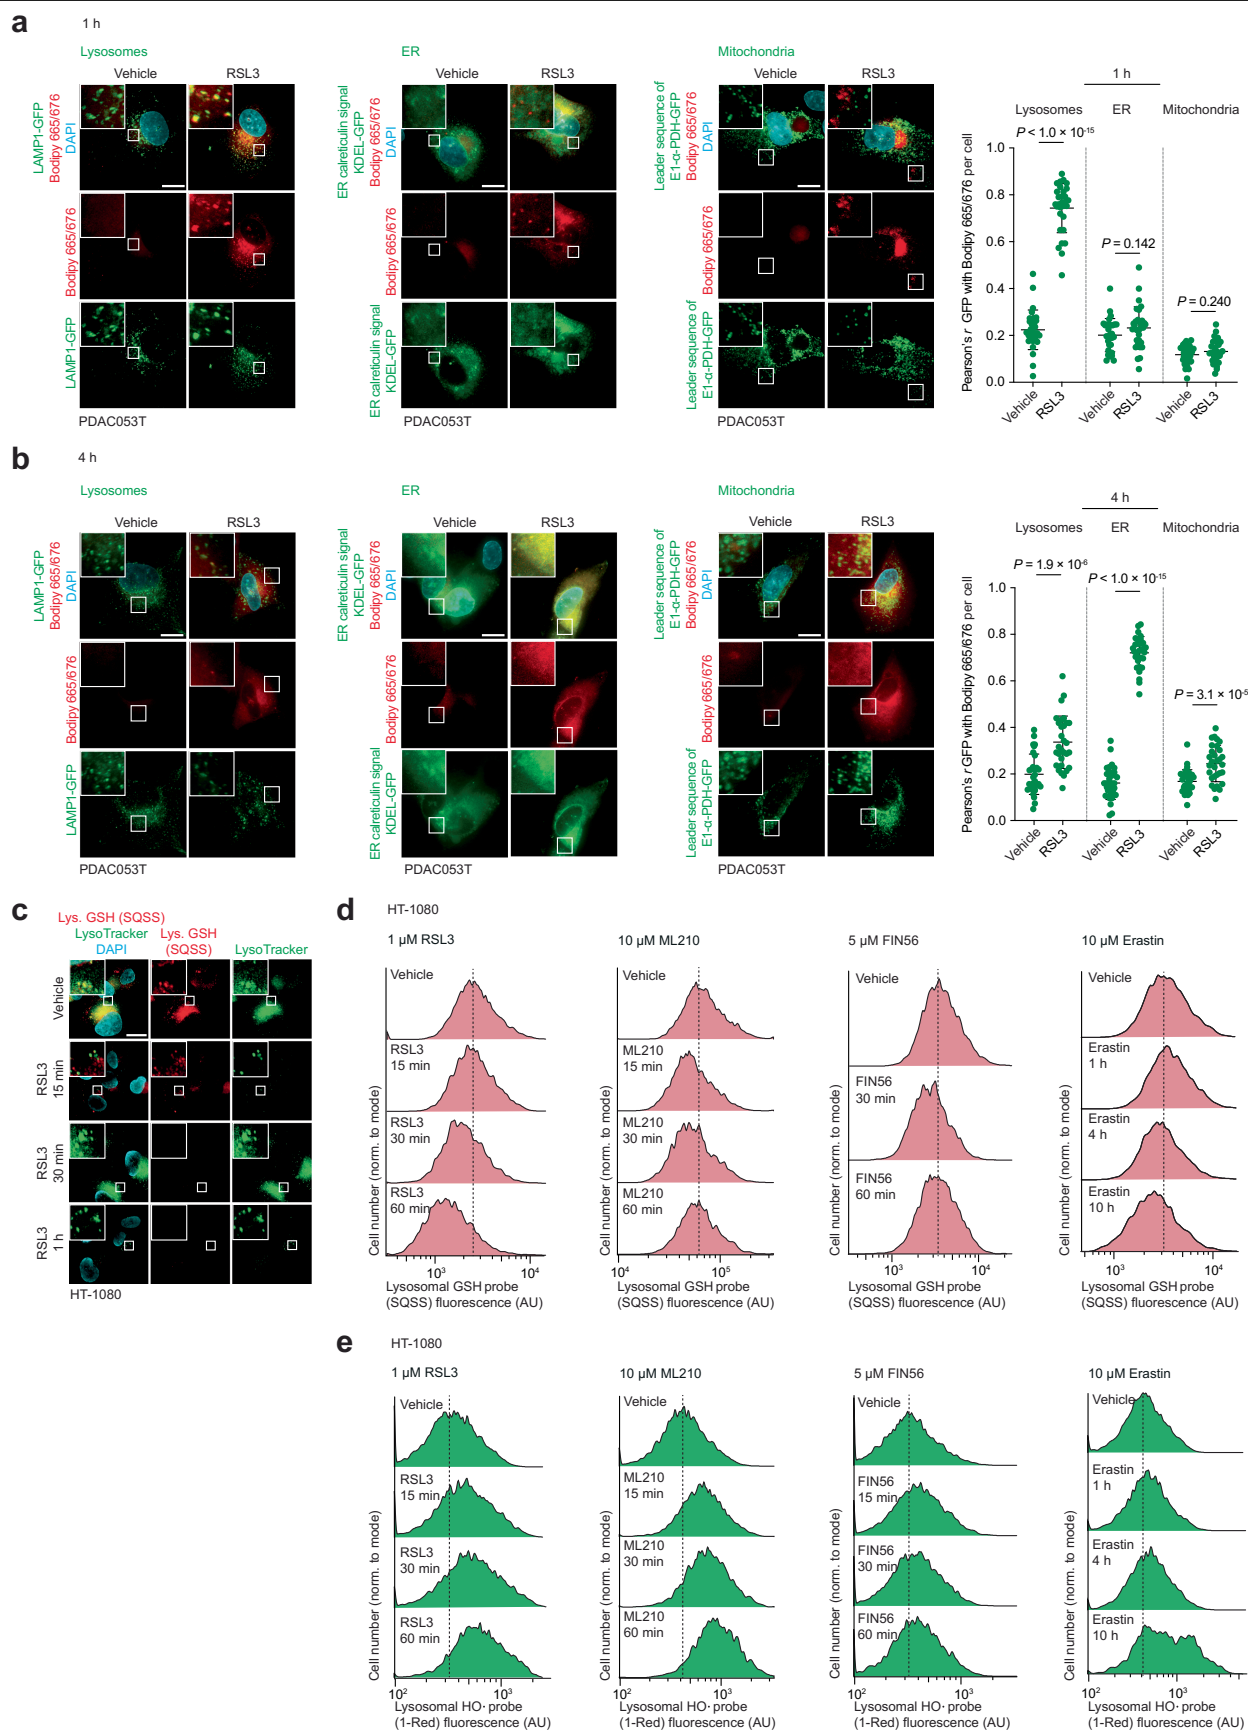 a
1 h
Lysosomes
Vehicle RSL3
LAMP1-GFP
Bodipy 665/676
DAPI
Bodipy 665/676
LAMP1-GFP
PDAC053T
ER
Vehicle RSL3
ER calreticulin signal
KDEL-GFP
Bodipy 665/676
DAPI
Bodipy 665/676
ER calreticulin signal
KDEL-GFP
PDAC053T
Mitochondria
Vehicle RSL3
Leader sequence of
E1-α-PDH-GFP
Bodipy 665/676
DAPI
Bodipy 665/676
Leader sequence of
E1-α-PDH-GFP
PDAC053T
1 h
Lysosomes ER Mitochondria
P < 1.0 × 10⁻¹⁵
P = 0.142
P = 0.240
Pearson's r GFP with Bodipy 665/676 per cell
1.0
0.8
0.6
0.4
0.2
0.0
Vehicle RSL3 Vehicle RSL3 Vehicle RSL3
b
4 h
Lysosomes
Vehicle RSL3
LAMP1-GFP
Bodipy 665/676
DAPI
Bodipy 665/676
LAMP1-GFP
PDAC053T
ER
Vehicle RSL3
ER calreticulin signal
KDEL-GFP
Bodipy 665/676
DAPI
Bodipy 665/676
ER calreticulin signal
KDEL-GFP
PDAC053T
Mitochondria
Vehicle RSL3
Leader sequence of
E1-α-PDH-GFP
Bodipy 665/676
DAPI
Bodipy 665/676
Leader sequence of
E1-α-PDH-GFP
PDAC053T
4 h
Lysosomes ER Mitochondria
P = 1.9 × 10⁻⁶
P < 1.0 × 10⁻¹⁵
P = 3.1 × 10⁻⁵
Pearson's r GFP with Bodipy 665/676 per cell
1.0
0.8
0.6
0.4
0.2
0.0
Vehicle RSL3 Vehicle RSL3 Vehicle RSL3
c
Lys. GSH (SQSS)
LysoTracker
DAPI
Lys. GSH
(SQSS)
LysoTracker
Vehicle
RSL3
15 min
RSL3
30 min
RSL3
1 h
HT-1080
d
HT-1080
1 µM RSL3
Cell number (norm. to mode)
Vehicle
RSL3
15 min
RSL3
30 min
RSL3
60 min
10³ 10⁴
Lysosomal GSH probe
(SQSS) fluorescence (AU)
10 µM ML210
Cell number (norm. to mode)
Vehicle
ML210
15 min
ML210
30 min
ML210
60 min
10⁴ 10⁵
Lysosomal GSH probe
(SQSS) fluorescence (AU)
5 µM FIN56
Cell number (norm. to mode)
Vehicle
FIN56
30 min
FIN56
60 min
10³ 10⁴
Lysosomal GSH probe
(SQSS) fluorescence (AU)
10 µM Erastin
Cell number (norm. to mode)
Vehicle
Erastin
1 h
Erastin
4 h
Erastin
10 h
10³ 10⁴
Lysosomal GSH probe
(SQSS) fluorescence (AU)
e
HT-1080
1 µM RSL3
Cell number (norm. to mode)
Vehicle
RSL3
15 min
RSL3
30 min
RSL3
60 min
10² 10³
Lysosomal HO· probe
(1-Red) fluorescence (AU)
10 µM ML210
Cell number (norm. to mode)
Vehicle
ML210
15 min
ML210
30 min
ML210
60 min
10² 10³
Lysosomal HO· probe
(1-Red) fluorescence (AU)
5 µM FIN56
Cell number (norm. to mode)
Vehicle
FIN56
15 min
FIN56
30 min
FIN56
60 min
10² 10³
Lysosomal HO· probe
(1-Red) fluorescence (AU)
10 µM Erastin
Cell number (norm. to mode)
Vehicle
Erastin
1 h
Erastin
4 h
Erastin
10 h
10² 10³
Lysosomal HO· probe
(1-Red) fluorescence (AU)